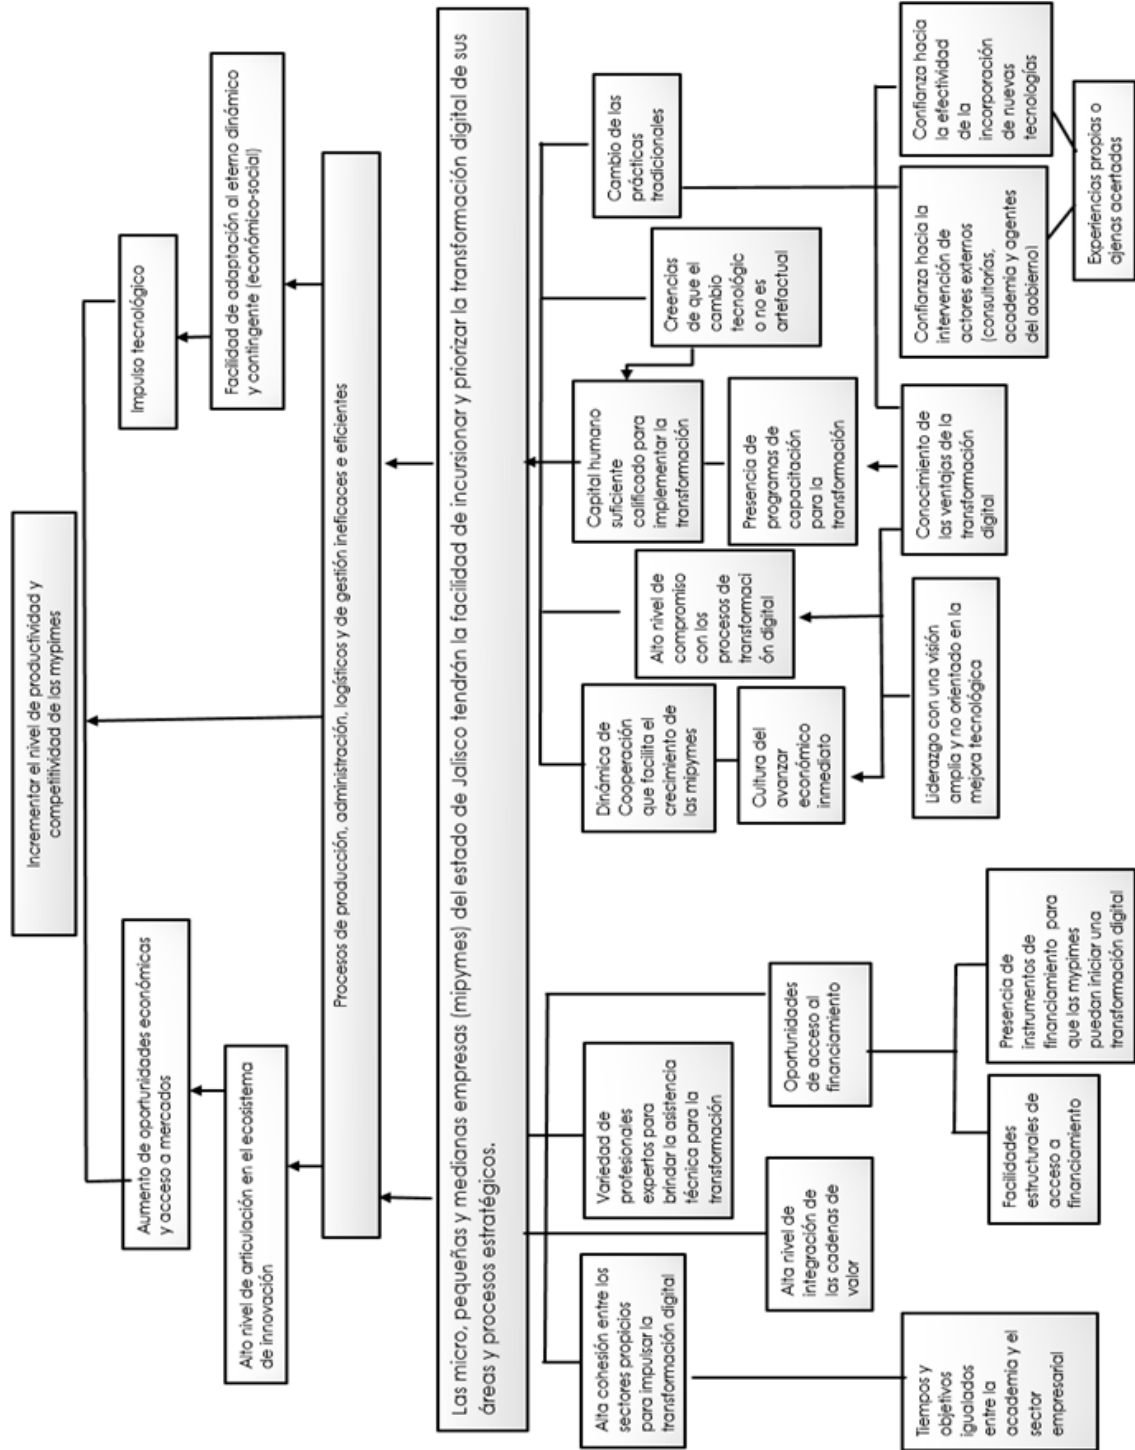 Incrementar el nivel de productividad y
competitividad de las mypimes
Aumento de oportunidades económicas
y acceso a mercados
Impulso tecnológico
Alto nivel de articulación en el ecosistema
de innovación
Facilidad de adaptación al eterno dinámico
y contingente (económico-social)
Procesos de producción, administración, logísticos y de gestión ineficaces e eficientes
Las micro, pequeñas y medianas empresas (mipymes) del estado de Jalisco tendrán la facilidad de incursionar y priorizar la transformación digital de sus
áreas y procesos estratégicos.
Alta cohesión entre los
sectores propicios
para impulsar la
transformación digital
Variedad de
profesionales
expertos para
brindar la asistencia
técnica para la
transformación
Dinámica de
Cooperación
que facilita el
crecimiento de
las mipymes
Alto nivel de
compromiso
con los
procesos de
transformaci
ón digital
Capital humano
suficiente
calificado para
implementar la
transformación
Creencias
de que el
cambio
tecnológic
o no es
artefactual
Cambio de las
prácticas
tradicionales
Alta nivel de
integración de
las cadenas de
valor
Oportunidades
de acceso al
financiamiento
Cultura del
avanzar
económico
inmediato
Presencia de
programas de
capacitación
para la
transformación
Tiempos y
objetivos
igualados
entre la
academia y el
sector
empresarial
Facilidades
estructurales de
acceso a
financiamiento
Presencia de
instrumentos de
financiamiento para
que las mypimes
puedan iniciar una
transformación digital
Liderazgo con una visión
amplia y no orientado en la
mejora tecnológica
Conocimiento de
las ventajas de la
transformación
digital
Confianza hacia la
intervención de
actores externos
(consultorías,
academia y agentes
del gobierno)
Confianza hacia
la efectividad
de la
incorporación
de nuevas
tecnologías
Experiencias propias o
ajenas acertadas